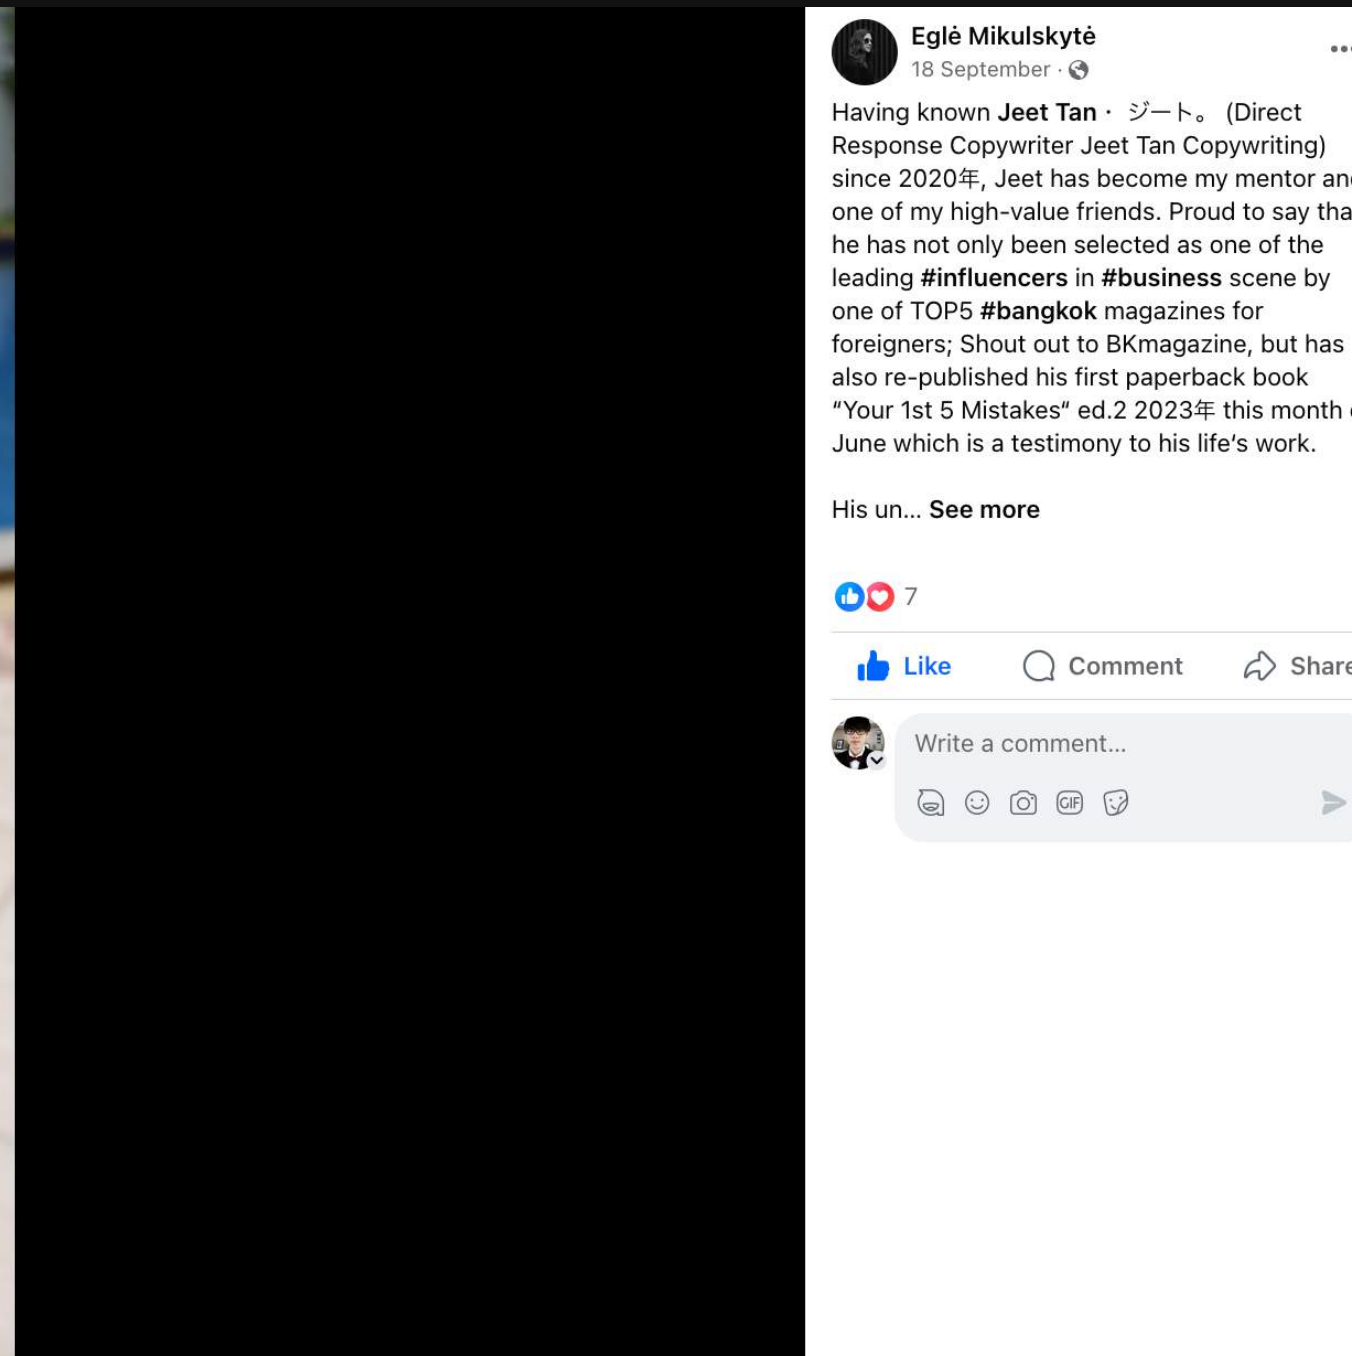 Eglė Mikulskytė
18 September ·
Having known Jeet Tan · ジート。 (Direct
Response Copywriter Jeet Tan Copywriting)
since 2020年, Jeet has become my mentor
one of my high-value friends. Proud to say
he has not only been selected as one of the
leading #influencers in #business scene by
one of TOP5 #bangkok magazines for
foreigners; Shout out to BKmagazine, but has
also re-published his first paperback book
“Your 1st 5 Mistakes“ ed.2 2023年 this month
June which is a testimony to his life‘s work.
His un... See more
7
Like Comment Share
Write a comment...
GIF